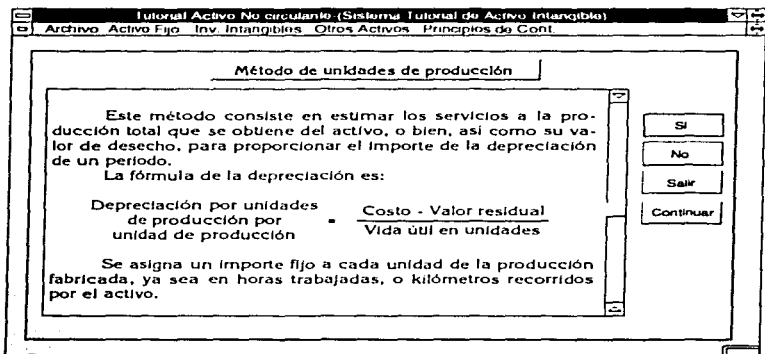 Tutorial Activo No circulante-(Sistema Tutorial de Activo Intangible)
Archivo Activo Fijo Inv. Intangibles Otros Activos Principios de Cont.
Método de unidades de producción
Este método consiste en estimar los servicios a la pro-
ducción total que se obtiene del activo, o bien, así como su va-
lor de desecho, para proporcionar el importe de la depreciación
de un periodo.
La fórmula de la depreciación es:
Depreciación por unidades
de producción por
unidad de producción
= Costo - Valor residual
Vida útil en unidades
Se asigna un importe fijo a cada unidad de la producción
fabricada, ya sea en horas trabajadas, o kilómetros recorridos
por el activo.
Si
No
Salir
Continuar